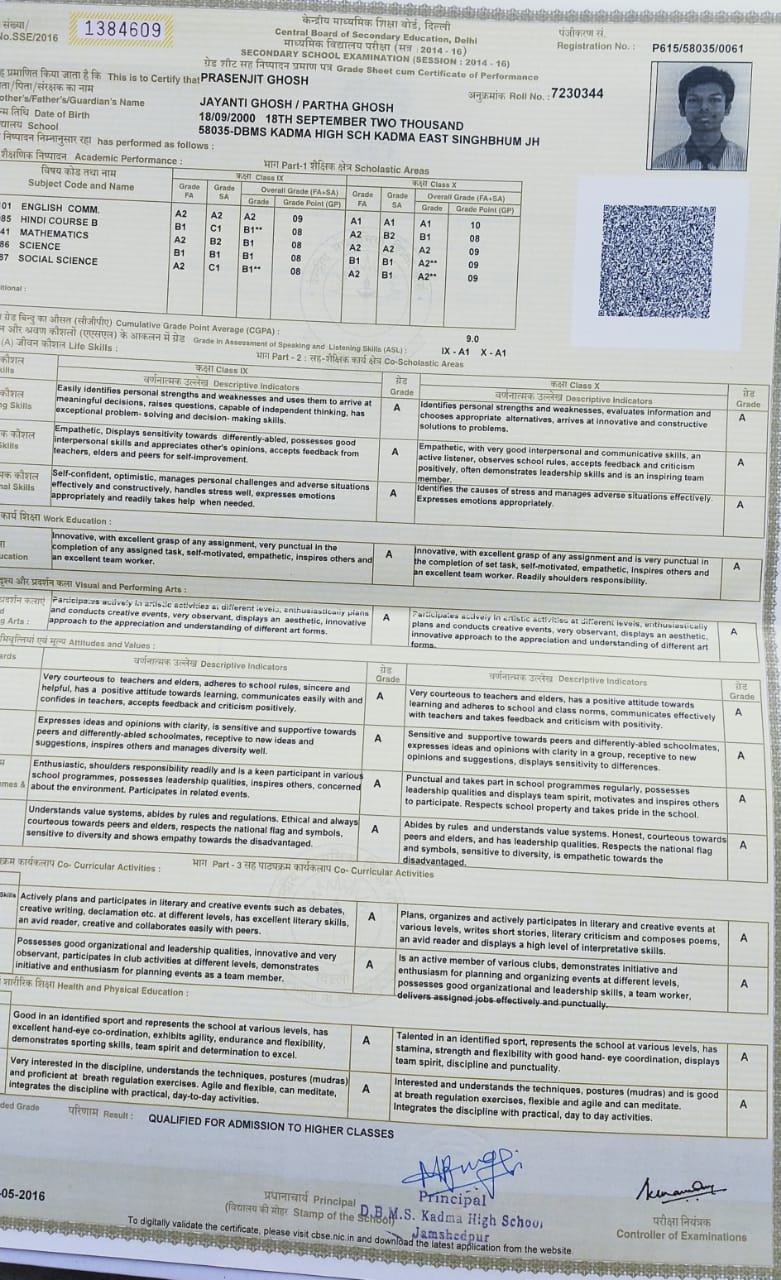 संख्या/
No.SSE/2016
1384609
केन्द्रीय माध्यमिक शिक्षा बोर्ड, दिल्ली
Central Board of Secondary Education, Delhi
माध्यमिक विद्यालय परीक्षा (सत्र : 2014 - 16)
SECONDARY SCHOOL EXAMINATION (SESSION : 2014 - 16)
ग्रेड शीट सह निष्पादन प्रमाण पत्र Grade Sheet cum Certificate of Performance
पंजीकरण सं.
Registration No. : P615/58035/0061
प्रमाणित किया जाता है कि This is to Certify that PRASENJIT GHOSH
अनुक्रमांक Roll No. : 7230344
/पिता/संरक्षक का नाम
other's/Father's/Guardian's Name JAYANTI GHOSH / PARTHA GHOSH
तिथि Date of Birth 18/09/2000 18TH SEPTEMBER TWO THOUSAND
School 58035-DBMS KADMA HIGH SCH KADMA EAST SINGHBHUM JH
निष्पादन निम्नानुसार रहा has performed as follows :
शैक्षणिक निष्पादन Academic Performance :
भाग Part-1 शैक्षिक क्षेत्र Scholastic Areas
विषय कोड तथा नाम
Subject Code and Name
कक्षा Class IX
Grade FA
Grade SA
Overall Grade (FA+SA)
Grade
Grade Point (GP)
कक्षा Class X
Grade FA
Grade SA
Overall Grade (FA+SA)
Grade
Grade Point (GP)
101 ENGLISH COMM. A2 A2 A2 09 A1 A1 A1 10
85 HINDI COURSE B B1 C1 B1** 08 A2 B2 B1 08
41 MATHEMATICS A2 B2 B1 08 A2 A2 A2 09
86 SCIENCE B1 B1 B1 08 B1 B1 A2** 09
87 SOCIAL SCIENCE A2 C1 B1** 08 A2 B1 A2** 09
itional :
ग्रेड बिन्दु का औसत (सीजीपीए) Cumulative Grade Point Average (CGPA) : 9.0
और श्रवण कौशलों (एएसएल) के आकलन में ग्रेड Grade in Assessment of Speaking and Listening Skills (ASL) : IX - A1 X - A1
(A) जीवन कौशल Life Skills :
भाग Part - 2 : सह-शैक्षिक कार्य क्षेत्र Co-Scholastic Areas
कौशल
kills
कक्षा Class IX
वर्णनात्मक उल्लेख Descriptive Indicators
ग्रेड Grade
कक्षा Class X
वर्णनात्मक उल्लेख Descriptive Indicators
ग्रेड Grade
कौशल
ng Skills
Easily identifies personal strengths and weaknesses and uses them to arrive at
meaningful decisions, raises questions, capable of independent thinking, has
exceptional problem- solving and decision- making skills.
A
Identifies personal strengths and weaknesses, evaluates information and
chooses appropriate alternatives, arrives at innovative and constructive
solutions to problems.
A
क कौशल
Skills
Empathetic, Displays sensitivity towards differently-abled, possesses good
interpersonal skills and appreciates other's opinions, accepts feedback from
teachers, elders and peers for self-improvement.
A
Empathetic, with very good interpersonal and communicative skills, an
active listener, observes school rules, accepts feedback and criticism
positively, often demonstrates leadership skills and is an inspiring team
member.
A
कौशल
nal Skills
Self-confident, optimistic, manages personal challenges and adverse situations
effectively and constructively, handles stress well, expresses emotions
appropriately and readily takes help when needed.
A
Identifies the causes of stress and manages adverse situations effectively.
Expresses emotions appropriately.
A
कार्य शिक्षा Work Education :
ucation
Innovative, with excellent grasp of any assignment, very punctual in the
completion of any assigned task, self-motivated, empathetic, inspires others and
an excellent team worker.
A
Innovative, with excellent grasp of any assignment and is very punctual in
the completion of set task, self-motivated, empathetic, Inspires others and
an excellent team worker. Readily shoulders responsibility.
A
दृश्य और प्रदर्शन कला Visual and Performing Arts :
प्रदर्शन कलाएं
d
g Arts :
Participates actively in artistic activities at different levels, enthusiastically plans
and conducts creative events, very observant, displays an aesthetic, innovative
approach to the appreciation and understanding of different art forms.
A
Participates actively in artistic activities at different levels, enthusiastically
plans and conducts creative events, very observant, displays an aesthetic,
innovative approach to the appreciation and understanding of different art
forms.
A
एवं मूल्य Attitudes and Values :
ards
वर्णनात्मक उल्लेख Descriptive Indicators
ग्रेड Grade
वर्णनात्मक उल्लेख Descriptive Indicators
ग्रेड Grade
Very courteous to teachers and elders, adheres to school rules, sincere and
helpful, has a positive attitude towards learning, communicates easily with and
confides in teachers, accepts feedback and criticism positively.
A
Very courteous to teachers and elders, has a positive attitude towards
learning and adheres to school and class norms, communicates effectively
with teachers and takes feedback and criticism with positivity.
A
Expresses ideas and opinions with clarity, is sensitive and supportive towards
peers and differently-abled schoolmates, receptive to new ideas and
suggestions, inspires others and manages diversity well.
A
Sensitive and supportive towards peers and differently-abled schoolmates,
expresses ideas and opinions with clarity in a group, receptive to new
opinions and suggestions, displays sensitivity to differences.
A
mes &
Enthusiastic, shoulders responsibility readily and is a keen participant in various
school programmes, possesses leadership qualities, inspires others, concerned
about the environment. Participates in related events.
A
Punctual and takes part in school programmes regularly, possesses
leadership qualities and displays team spirit, motivates and inspires others
to participate. Respects school property and takes pride in the school.
A
Understands value systems, abides by rules and regulations. Ethical and always
courteous towards peers and elders, respects the national flag and symbols,
sensitive to diversity and shows empathy towards the disadvantaged.
A
Abides by rules and understands value systems. Honest, courteous towards
peers and elders, and has leadership qualities. Respects the national flag
and symbols, sensitive to diversity, is empathetic towards the
disadvantaged.
A
कार्यकलाप Co- Curricular Activities :
भाग Part - 3 सह पाठ्यक्रम कार्यकलाप Co- Curricular Activities
Skills
Actively plans and participates in literary and creative events such as debates,
creative writing, declamation etc. at different levels, has excellent literary skills,
an avid reader, creative and collaborates easily with peers.
A
Plans, organizes and actively participates in literary and creative events at
various levels, writes short stories, literary criticism and composes poems,
an avid reader and displays a high level of interpretative skills.
A
Possesses good organizational and leadership qualities, innovative and very
observant, participates in club activities at different levels, demonstrates
initiative and enthusiasm for planning events as a team member.
A
Is an active member of various clubs, demonstrates initiative and
enthusiasm for planning and organizing events at different levels,
possesses good organizational and leadership skills, a team worker,
delivers assigned jobs effectively and punctually.
A
शारीरिक शिक्षा Health and Physical Education :
Good in an identified sport and represents the school at various levels, has
excellent hand-eye co-ordination, exhibits agility, endurance and flexibility,
demonstrates sporting skills, team spirit and determination to excel.
A
Talented in an identified sport, represents the school at various levels, has
stamina, strength and flexibility with good hand- eye coordination, displays
team spirit, discipline and punctuality.
A
Very interested in the discipline, understands the techniques, postures (mudras)
and proficient at breath regulation exercises. Agile and flexible, can meditate,
integrates the discipline with practical, day-to-day activities.
A
Interested and understands the techniques, postures (mudras) and is good
at breath regulation exercises, flexible and agile and can meditate.
Integrates the discipline with practical, day to day activities.
A
ded Grade परिणाम Result : QUALIFIED FOR ADMISSION TO HIGHER CLASSES
-05-2016
प्रधानाचार्य Principal
(विद्यालय की मोहर Stamp of the School)
Principal
D.B.M.S. Kadma High School
Jamshedpur
परीक्षा नियंत्रक
Controller of Examinations
To digitally validate the certificate, please visit cbse.nic.in and download the latest application from the website.